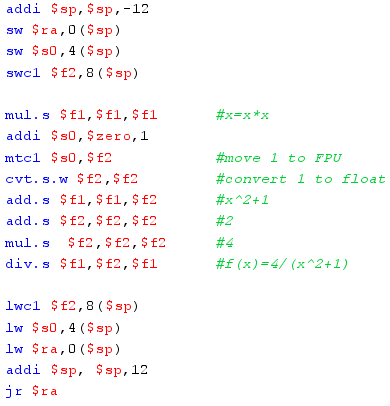 addi $sp,$sp,-12
sw $ra,0($sp)
sw $s0,4($sp)
swc1 $f2,8($sp)
mul.s $f1,$f1,$f1 #x=x*x
addi $s0,$zero,1
mtc1 $s0,$f2 #move 1 to FPU
cvt.s.w $f2,$f2 #convert 1 to float
add.s $f1,$f1,$f2 #x^2+1
add.s $f2,$f2,$f2 #2
mul.s $f2,$f2,$f2 #4
div.s $f1,$f2,$f1 #f(x)=4/(x^2+1)
lwc1 $f2,8($sp)
lw $s0,4($sp)
lw $ra,0($sp)
addi $sp, $sp,12
jr $ra